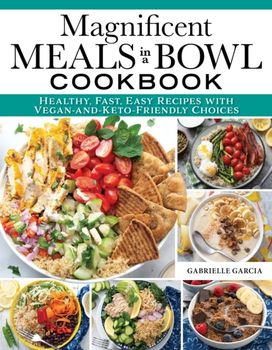 Magnificent
MEALS in a BOWL
COOKBOOK
HEALTHY, FAST, EASY RECIPES WITH
VEGAN-AND-KETO-FRIENDLY CHOICES
GABRIELLE GARCIA